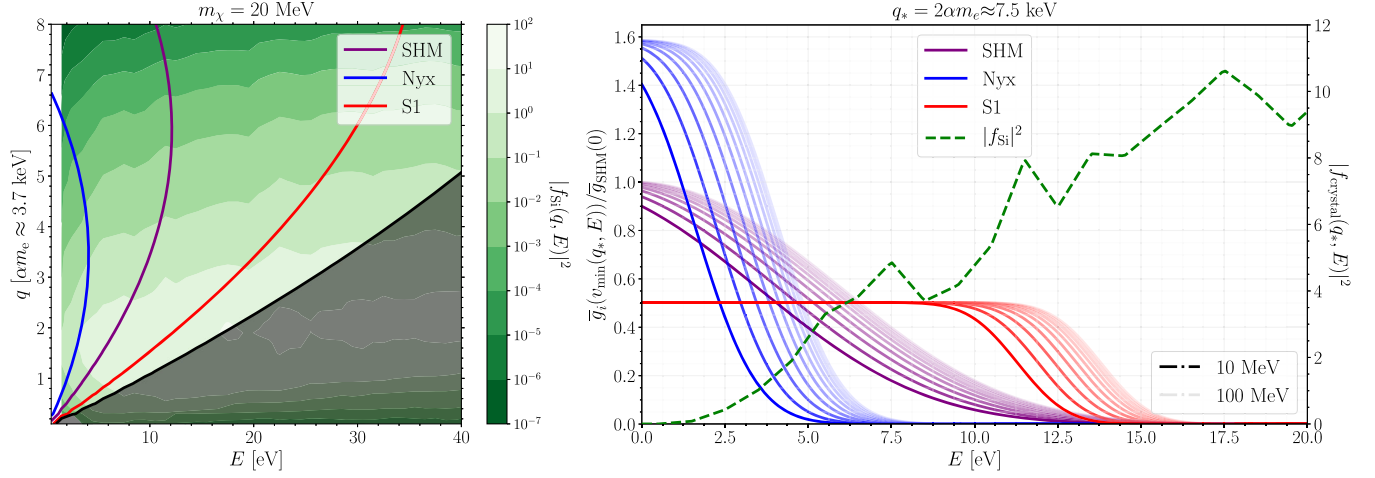 m_χ = 20 MeV
8
7
6
5
4
3
2
1
q [αm_e ≈ 3.7 keV]
10
20
30
40
E [eV]
SHM
Nyx
S1
10^2
10^1
10^0
10^-1
10^-2
10^-3
10^-4
10^-5
10^-6
10^-7
|f_Si(q, E)|^2
q_* = 2αm_e≈7.5 keV
1.6
1.4
1.2
1.0
0.8
0.6
0.4
0.2
0.0
g̅_i(v_min(q_*, E))/g̅_SHM(0)
0.0
2.5
5.0
7.5
10.0
12.5
15.0
17.5
20.0
E [eV]
SHM
Nyx
S1
|f_Si|^2
10 MeV
100 MeV
12
10
8
6
4
2
0
|f_crystal(q_*, E)|^2